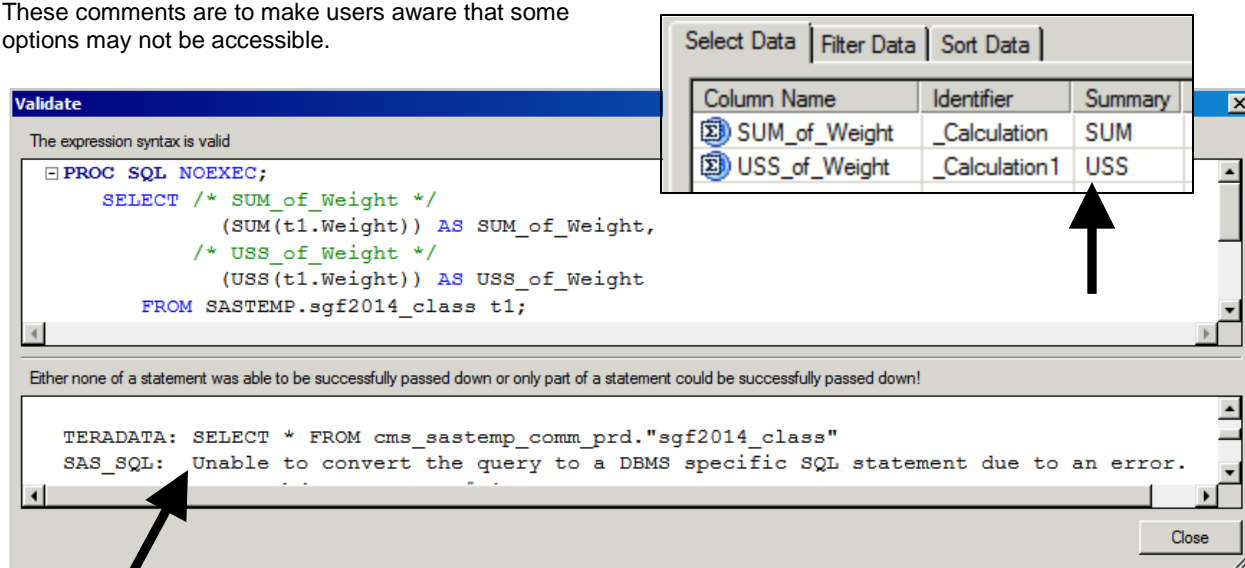 These comments are to make users aware that some
options may not be accessible.
Select Data Filter Data Sort Data
Column Name Identifier Summary
SUM_of_Weight _Calculation SUM
USS_of_Weight _Calculation1 USS
Validate
The expression syntax is valid
PROC SQL NOEXEC;
SELECT /* SUM_of_Weight */
(SUM(t1.Weight)) AS SUM_of_Weight,
/* USS_of_Weight */
(USS(t1.Weight)) AS USS_of_Weight
FROM SASTEMP.sgf2014_class t1;
Either none of a statement was able to be successfully passed down or only part of a statement could be successfully passed down!
TERADATA: SELECT * FROM cms_sastemp_comm_prd."sgf2014_class"
SAS_SQL: Unable to convert the query to a DBMS specific SQL statement due to an error.
Close